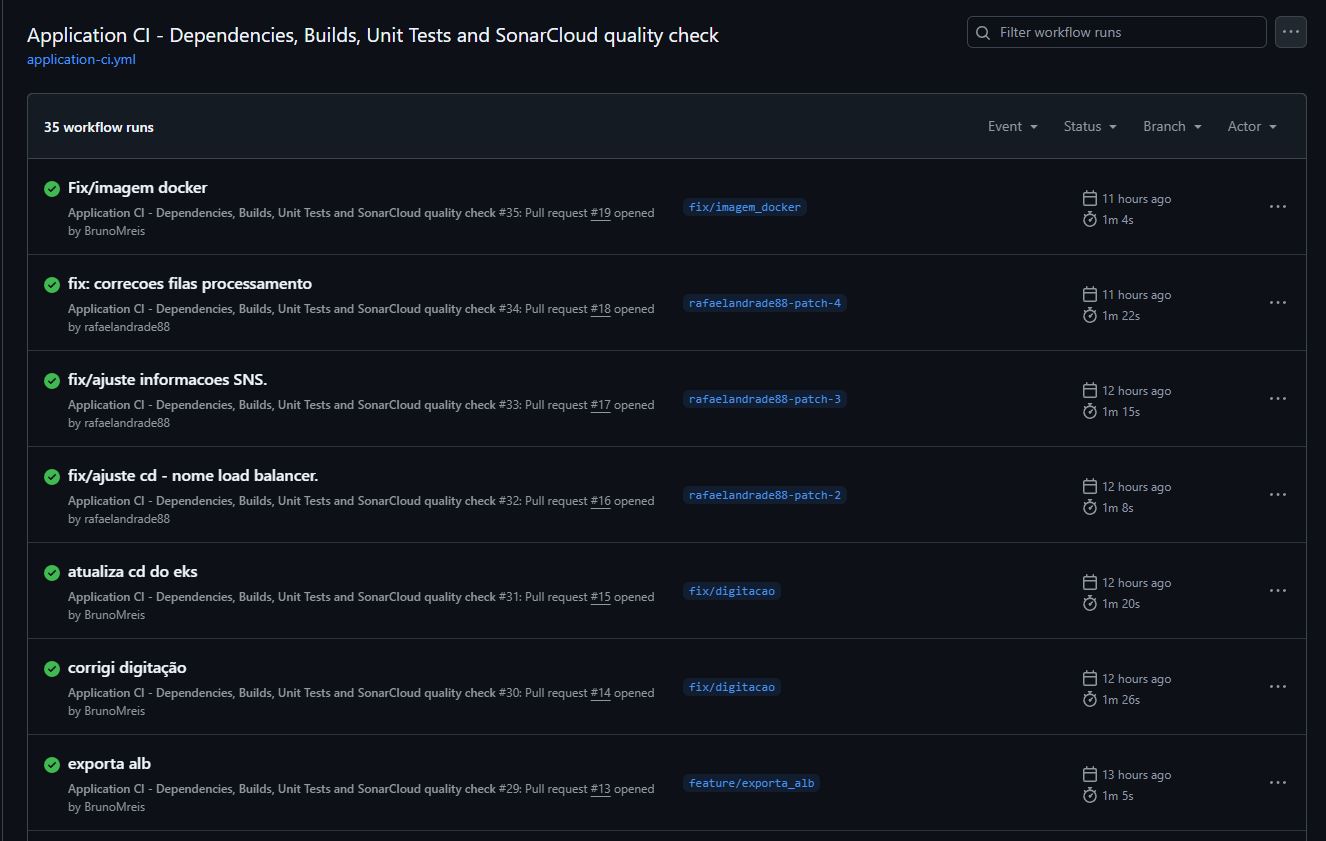 Application CI - Dependencies, Builds, Unit Tests and SonarCloud quality check
application-ci.yml
Filter workflow runs
35 workflow runs
Event
Status
Branch
Actor
Fix/imagem docker
Application CI - Dependencies, Builds, Unit Tests and SonarCloud quality check #35: Pull request #19 opened
by BrunoMreis
fix/imagem_docker
11 hours ago
1m 4s
fix: correcoes filas processamento
Application CI - Dependencies, Builds, Unit Tests and SonarCloud quality check #34: Pull request #18 opened
by rafaelandrade88
rafaelandrade88-patch-4
11 hours ago
1m 22s
fix/ajuste informacoes SNS.
Application CI - Dependencies, Builds, Unit Tests and SonarCloud quality check #33: Pull request #17 opened
by rafaelandrade88
rafaelandrade88-patch-3
12 hours ago
1m 15s
fix/ajuste cd - nome load balancer.
Application CI - Dependencies, Builds, Unit Tests and SonarCloud quality check #32: Pull request #16 opened
by rafaelandrade88
rafaelandrade88-patch-2
12 hours ago
1m 8s
atualiza cd do eks
Application CI - Dependencies, Builds, Unit Tests and SonarCloud quality check #31: Pull request #15 opened
by BrunoMreis
fix/digitacao
12 hours ago
1m 20s
corrigi digitação
Application CI - Dependencies, Builds, Unit Tests and SonarCloud quality check #30: Pull request #14 opened
by BrunoMreis
fix/digitacao
12 hours ago
1m 26s
exporta alb
Application CI - Dependencies, Builds, Unit Tests and SonarCloud quality check #29: Pull request #13 opened
by BrunoMreis
feature/exporta_alb
13 hours ago
1m 5s